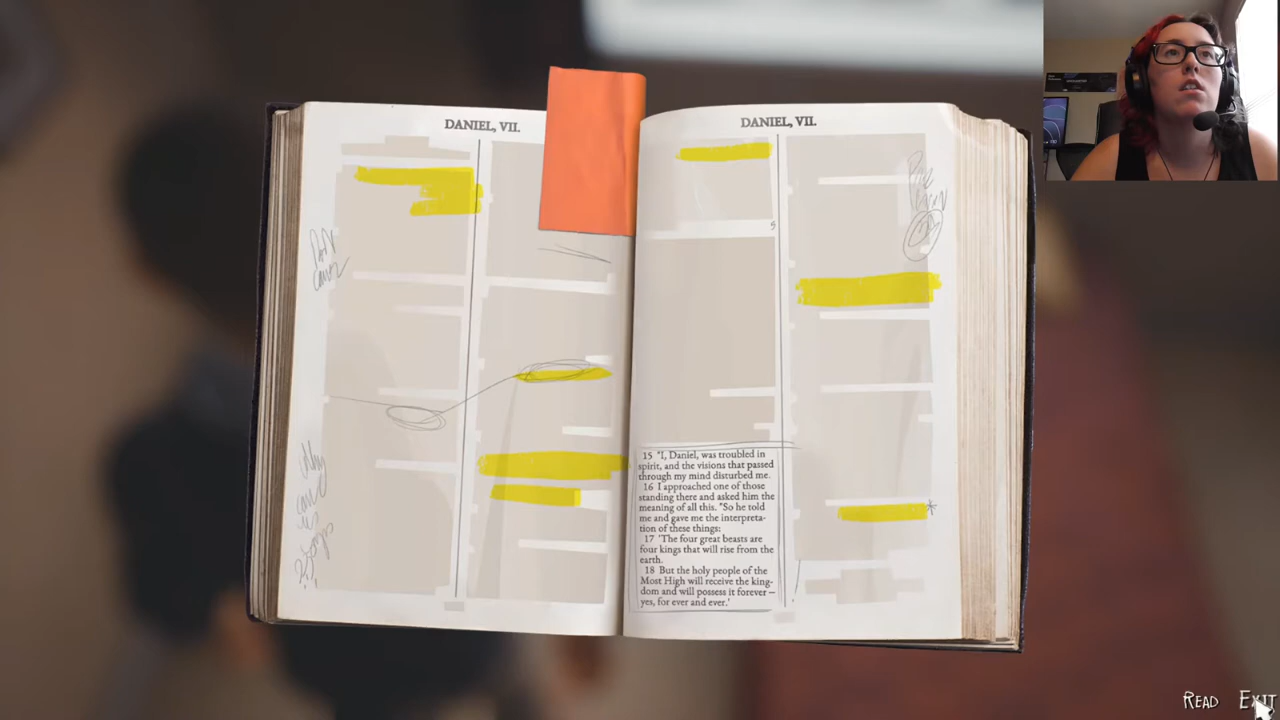 DANIEL, VII.
DANIEL, VII.
5
15 "I, Daniel, was troubled in
spirit, and the visions that passed
through my mind disturbed me.
16 I approached one of those
standing there and asked him the
meaning of all this. "So he told
me and gave me the interpreta-
tion of these things:
17 'The four great beasts are
four kings that will rise from the
earth.
18 But the holy people of the
Most High will receive the king-
dom and will possess it forever –
yes, for ever and ever.'
READ EXIT